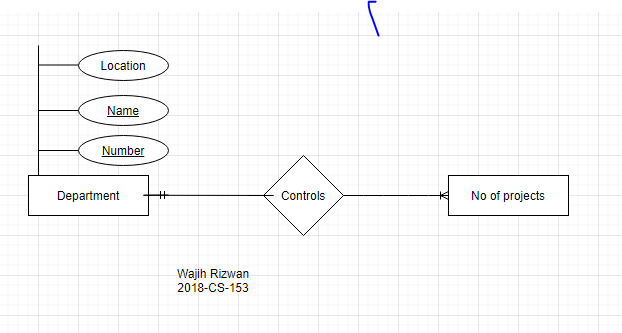 Location
Name
Number
Department
Controls
No of projects
Wajih Rizwan
2018-CS-153